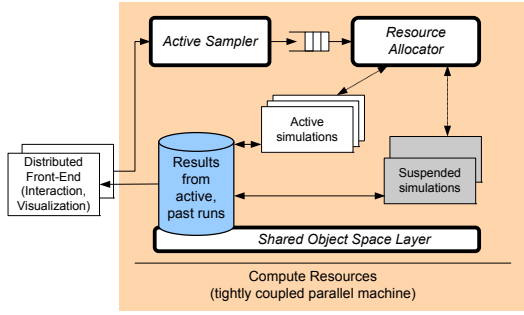 Active Sampler
Resource
Allocator
Active
simulations
Distributed
Front-End
(Interaction,
Visualization)
Results
from
active,
past runs
Suspended
simulations
Shared Object Space Layer
Compute Resources
(tightly coupled parallel machine)